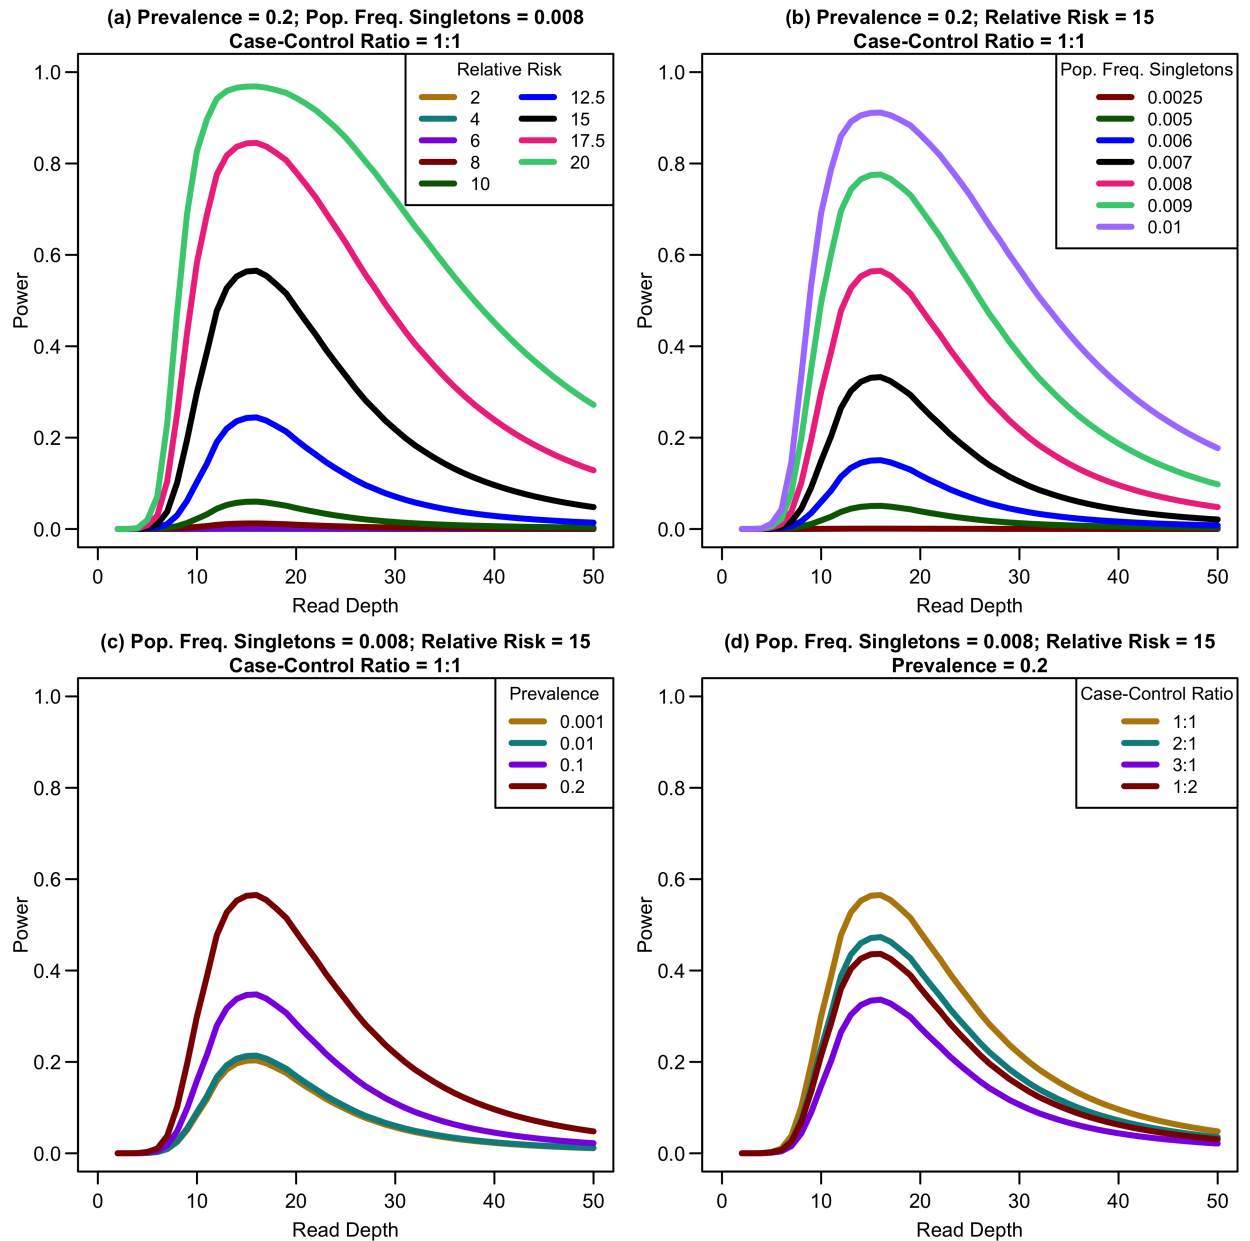 (a) Prevalence = 0.2; Pop. Freq. Singletons = 0.008
Case-Control Ratio = 1:1
Relative Risk
2
4
6
8
10
12.5
15
17.5
20
1.0
0.8
0.6
0.4
0.2
0.0
Power
0 10 20 30 40 50
Read Depth
(b) Prevalence = 0.2; Relative Risk = 15
Case-Control Ratio = 1:1
Pop. Freq. Singletons
0.0025
0.005
0.006
0.007
0.008
0.009
0.01
1.0
0.8
0.6
0.4
0.2
0.0
Power
0 10 20 30 40 50
Read Depth
(c) Pop. Freq. Singletons = 0.008; Relative Risk = 15
Case-Control Ratio = 1:1
Prevalence
0.001
0.01
0.1
0.2
1.0
0.8
0.6
0.4
0.2
0.0
Power
0 10 20 30 40 50
Read Depth
(d) Pop. Freq. Singletons = 0.008; Relative Risk = 15
Prevalence = 0.2
Case-Control Ratio
1:1
2:1
3:1
1:2
1.0
0.8
0.6
0.4
0.2
0.0
Power
0 10 20 30 40 50
Read Depth